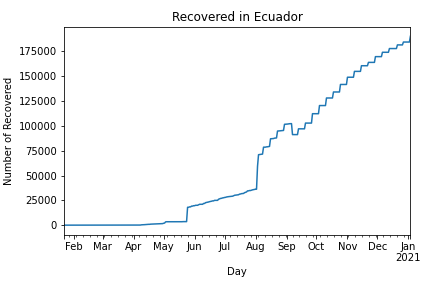 Recovered in Ecuador
Number of Recovered
175000
150000
125000
100000
75000
50000
25000
0
Feb Mar Apr May Jun Jul Aug Sep Oct Nov Dec Jan
2021
Day